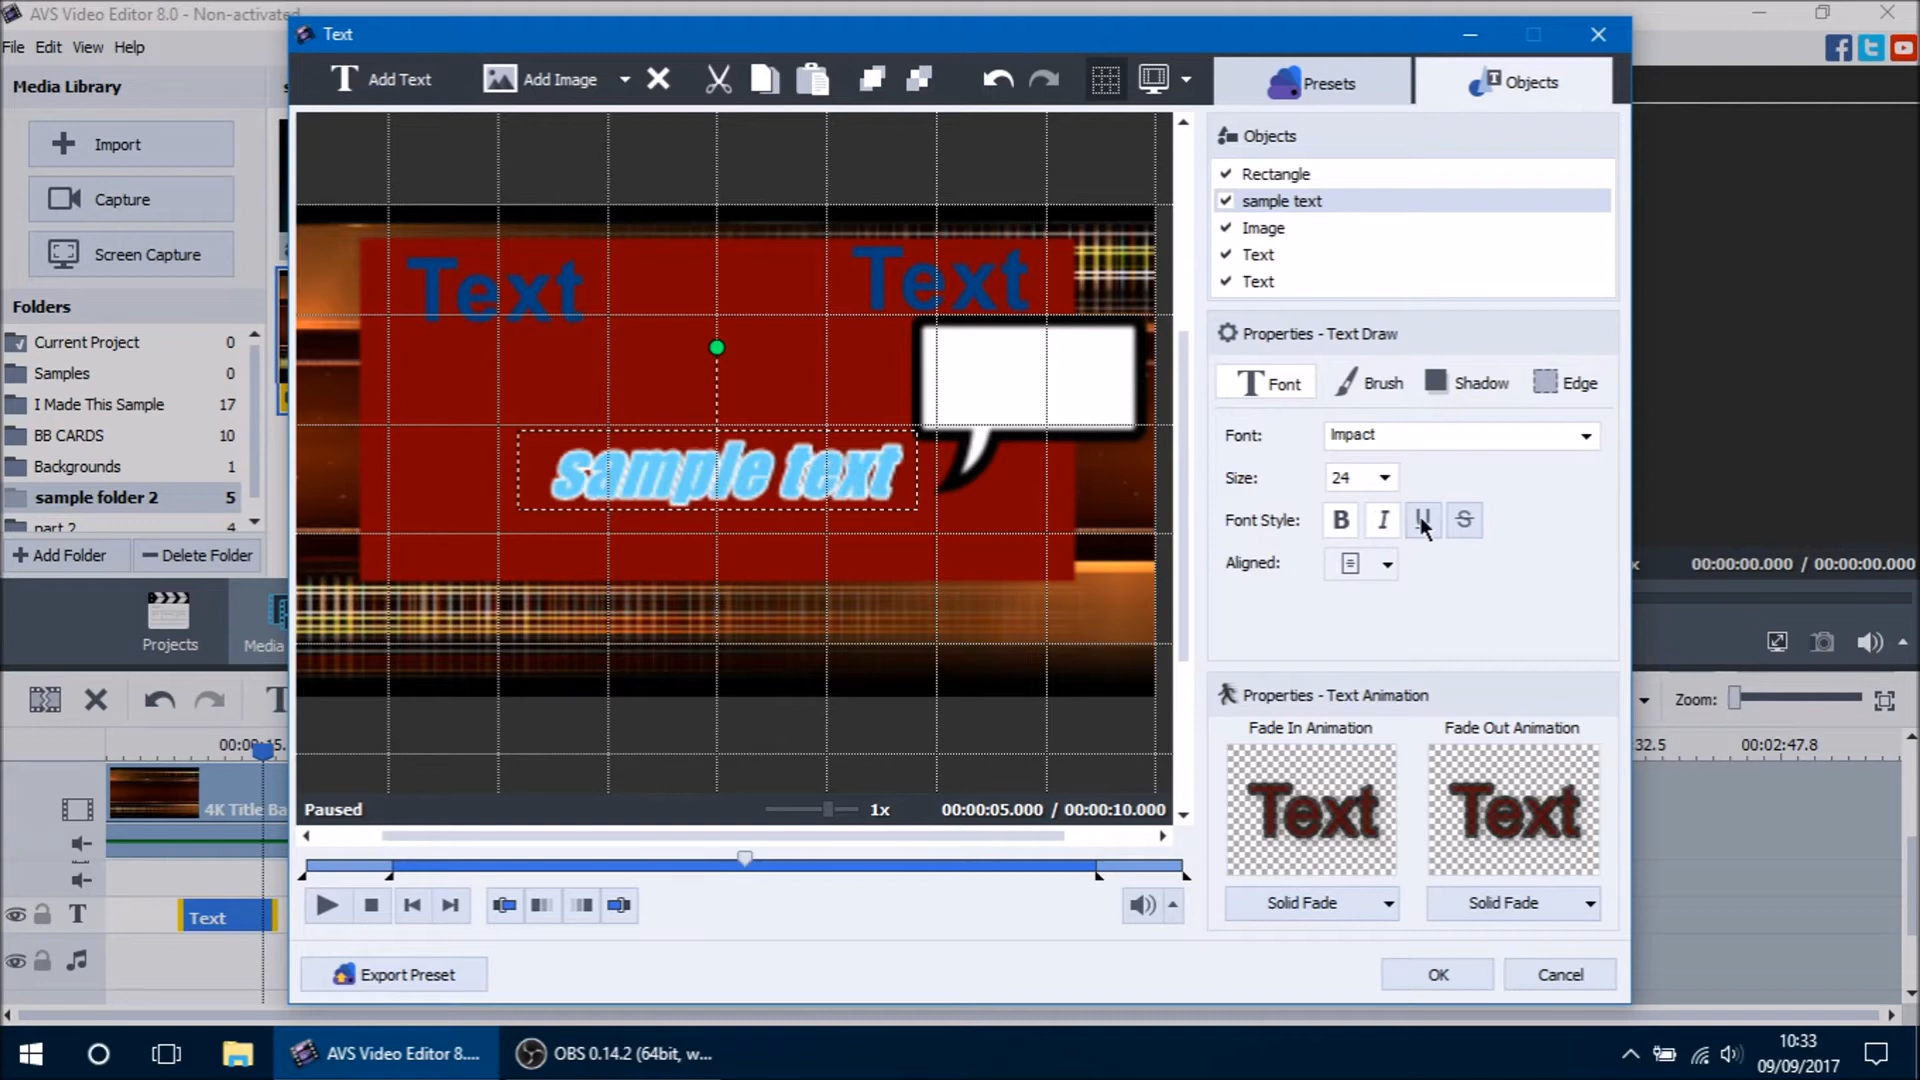 AVS Video Editor 8.0 - Non-activated
File Edit View Help
Media Library
Import
Capture
Screen Capture
Folders
Current Project 0
Samples 0
I Made This Sample 17
BB CARDS 10
Backgrounds 1
sample folder 2 5
part 2 4
Add Folder
Delete Folder
Projects
Media
Text
Add Text
Add Image
Presets
Objects
Text
Text
sample text
Paused
1x
00:00:05.000 / 00:00:10.000
Export Preset
Objects
Rectangle
sample text
Image
Text
Text
Properties - Text Draw
T Font
Brush
Shadow
Edge
Font: Impact
Size: 24
Font Style: B I U S
Aligned:
Properties - Text Animation
Fade In Animation
Fade Out Animation
Text
Text
Solid Fade
Solid Fade
OK
Cancel
00:00:00.000 / 00:00:00.000
Zoom:
32.5
00:02:47.8
4K Title Ba
T
Text
AVS Video Editor 8....
OBS 0.14.2 (64bit, w...
10:33
09/09/2017